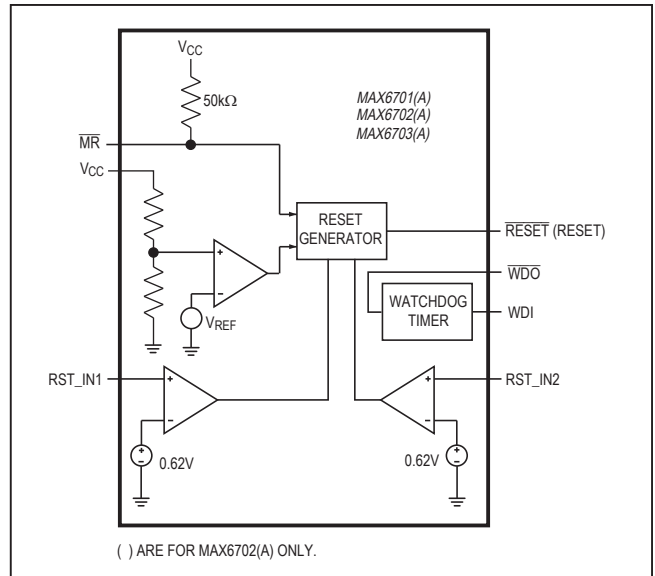 VCC
50kΩ
MAX6701(A)
MAX6702(A)
MAX6703(A)
MR
VCC
RESET
GENERATOR
RESET (RESET)
WDO
WATCHDOG
TIMER
WDI
+
−
VREF
RST_IN1
+
−
+
−
0.62V
RST_IN2
+
−
+
−
0.62V
( ) ARE FOR MAX6702(A) ONLY.